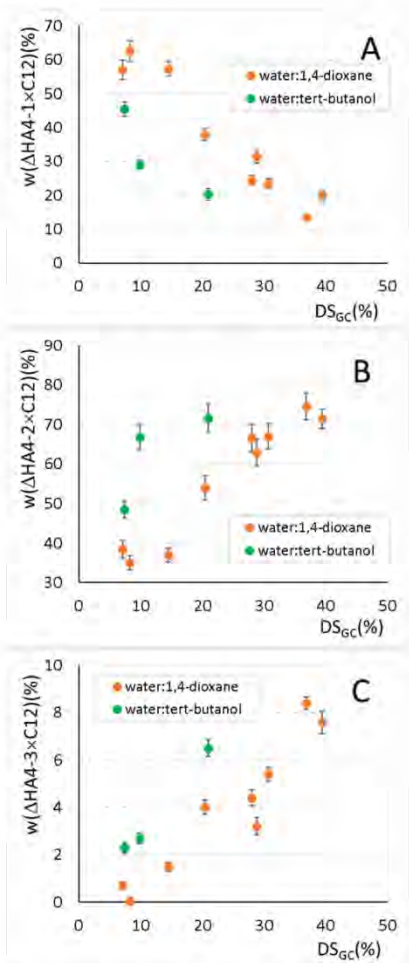 A
w(ΔHA4-1×C12)(%)
70
60
50
40
30
20
10
0
water:1,4-dioxane
water:tert-butanol
0 10 20 30 40 50
DSGC(%)
B
w(ΔHA4-2×C12)(%)
90
80
70
60
50
40
30
water:1,4-dioxane
water:tert-butanol
0 10 20 30 40 50
DSGC(%)
C
w(ΔHA4-3×C12)(%)
10
8
6
4
2
0
water:1,4-dioxane
water:tert-butanol
0 10 20 30 40 50
DSGC(%)